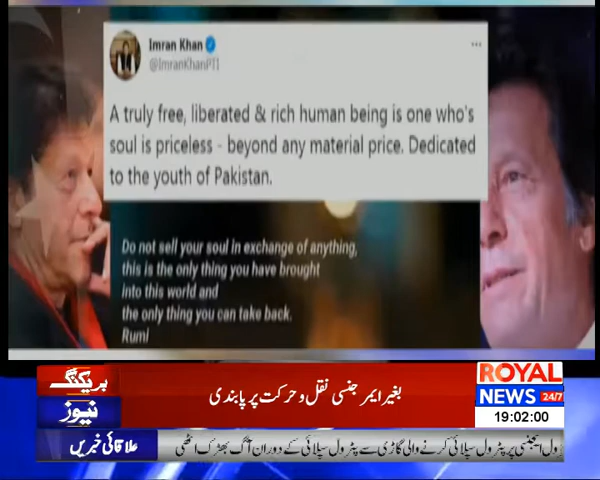 Imran Khan
@ImranKhanPTI
A truly free, liberated & rich human being is one who's
soul is priceless - beyond any material price. Dedicated
to the youth of Pakistan.
Do not sell your soul in exchange of anything,
this is the only thing you have brought
into this world and
the only thing you can take back.
Rumi
بریکنگ
نیوز
بغیر ایمرجنسی نقل و حرکت پر پابندی
ROYAL
NEWS 24/7
19:02:00
علاقائی خبریں
ول ایجنسی پر پٹرول سپلائی کرنے والی گاڑی سے پٹرول سپلائی کے دوران آگ بھڑک اٹھی